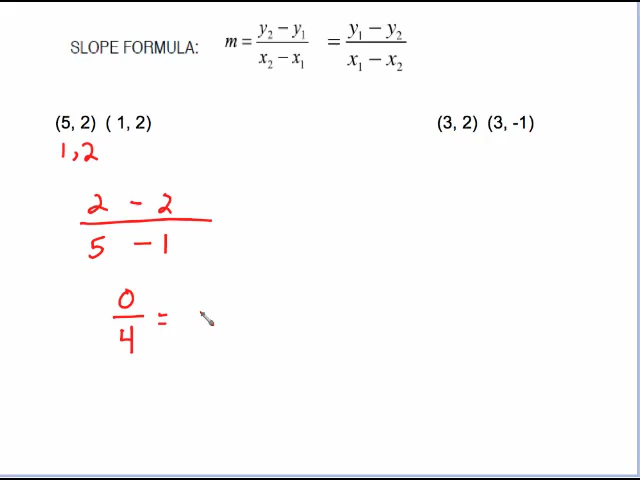 SLOPE FORMULA: m = y₂ − y₁ / x₂ − x₁ = y₁ − y₂ / x₁ − x₂
(5, 2) ( 1, 2) (3, 2) (3, -1)
1,2
2 - 2
5 - 1
0
4 =